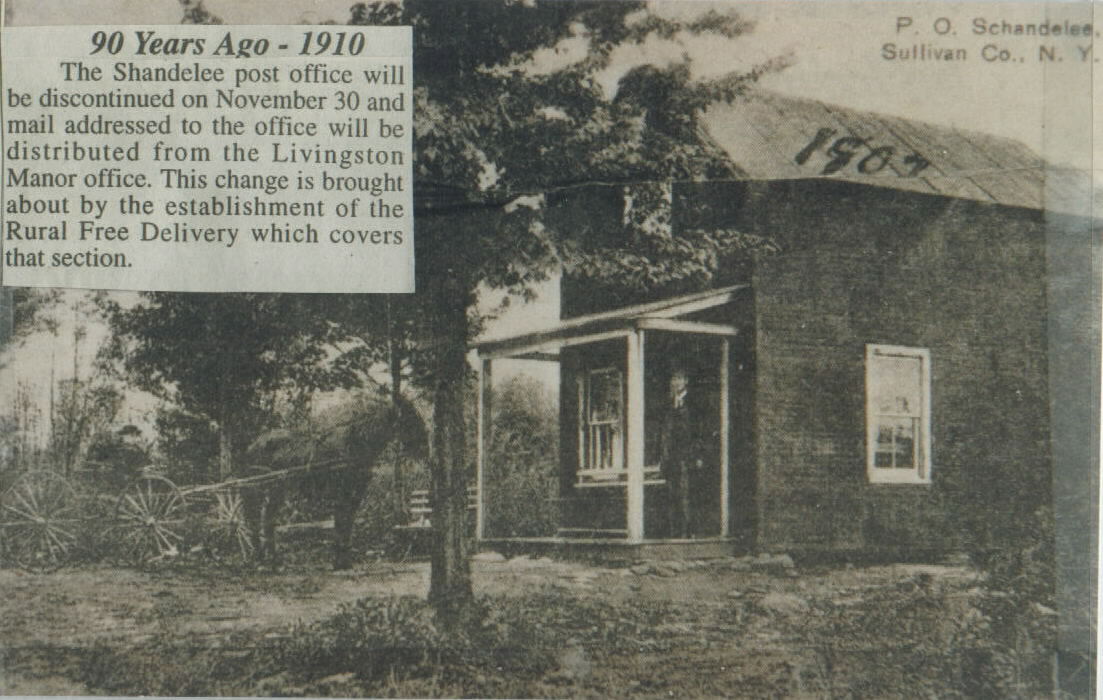 90 Years Ago - 1910
The Shandelee post office will
be discontinued on November 30 and
mail addressed to the office will be
distributed from the Livingston
Manor office. This change is brought
about by the establishment of the
Rural Free Delivery which covers
that section.
P. O. Schandelee,
Sullivan Co., N. Y.
1907